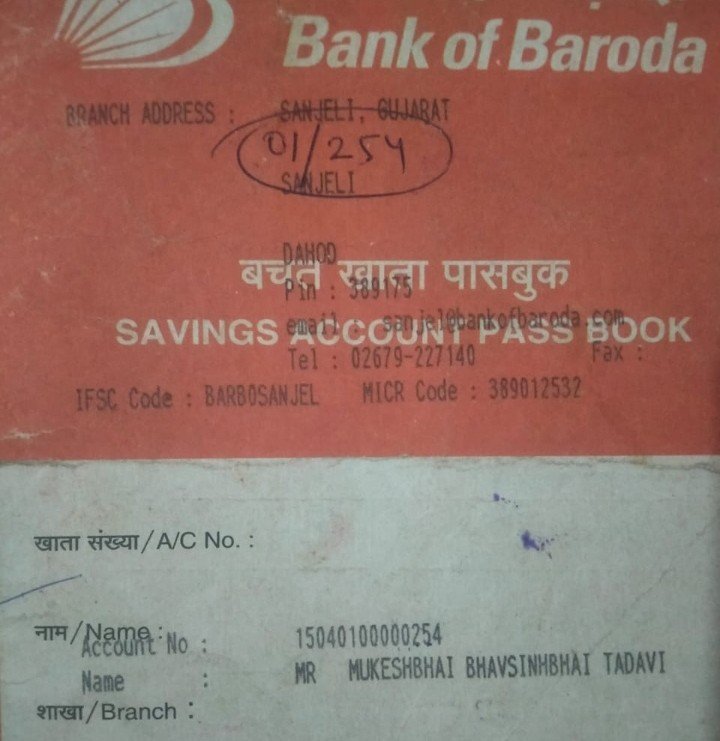 Bank of Baroda
BRANCH ADDRESS : SANJELI, GUJARAT
01/254
SANJELI
DAHOD
बचत खाता पासबुक
Pin : 389175
SAVINGS ACCOUNT PASS BOOK
email : sanjel@bankofbaroda.com
Tel : 02679-227140 Fax :
IFSC Code : BARB0SANJEL MICR Code : 389012532
खाता संख्या/A/C No. :
नाम/Name :
Account No : 15040100000254
Name : MR MUKESHBHAI BHAVSINHBHAI TADAVI
शाखा/Branch :